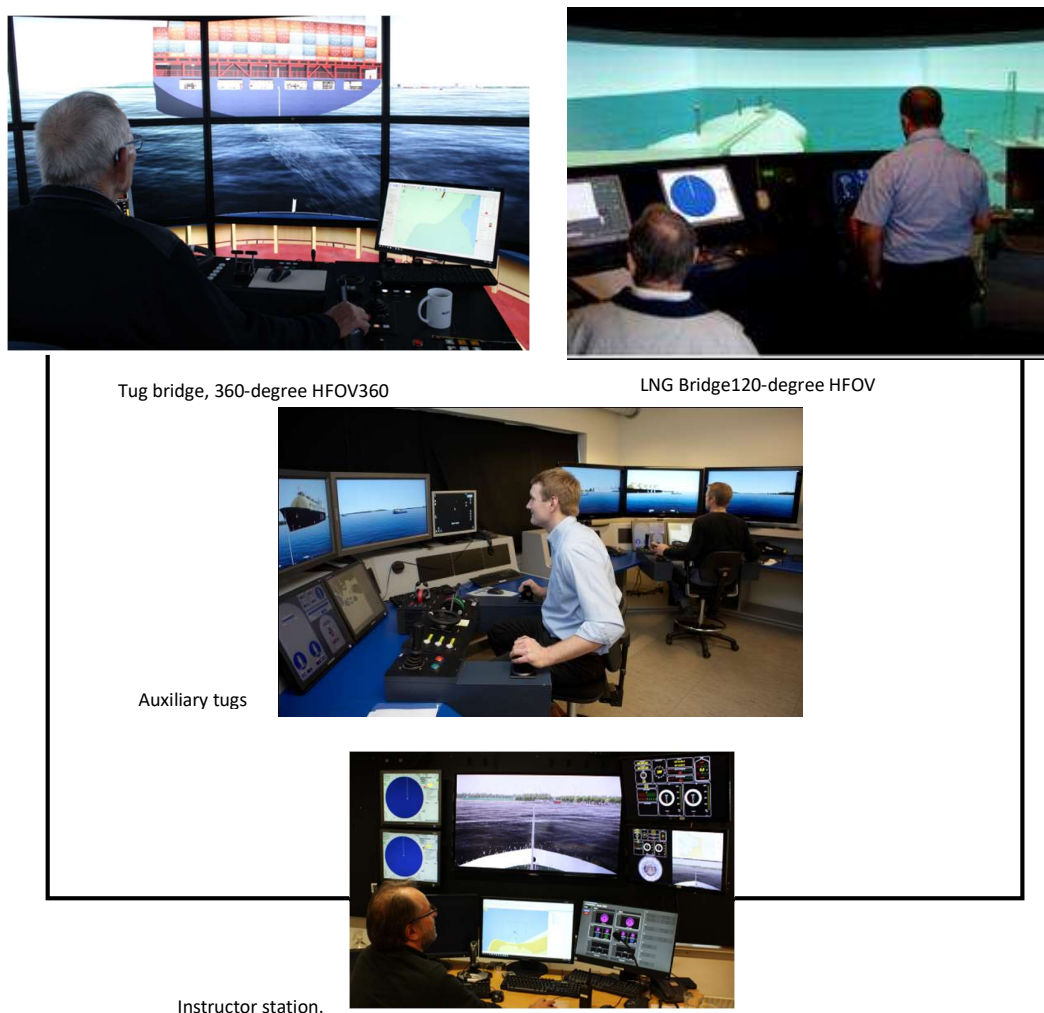 Tug bridge, 360-degree HFOV360
LNG Bridge120-degree HFOV
Auxiliary tugs
Instructor station.